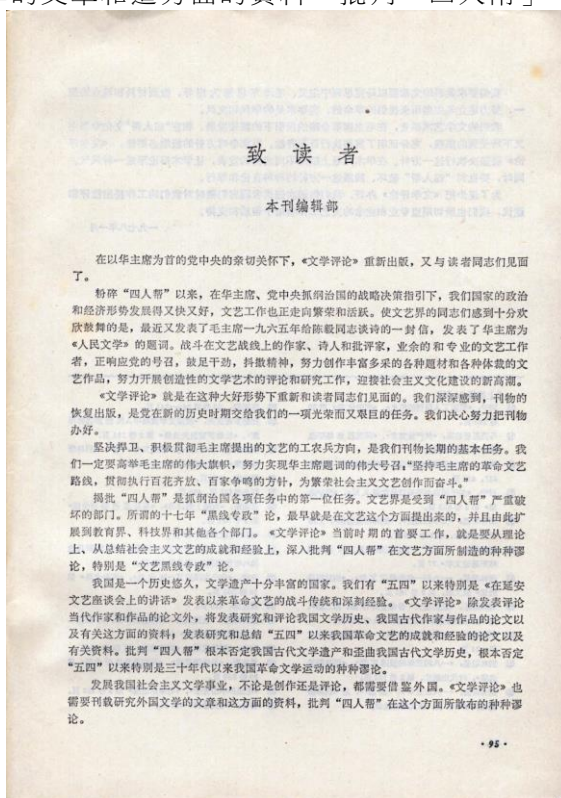 致读者
本刊编辑部
在以华主席为首的党中央的亲切关怀下，《文学评论》重新出版，又与读者同志们见面
了。
粉碎“四人帮”以来，在华主席、党中央抓纲治国的战略决策指引下，我们国家的政治
和经济形势发展得又快又好，文艺工作也正走向繁荣和活跃。使文艺界的同志们感到十分欢
欣鼓舞的是，最近又发表了毛主席一九六五年给陈毅同志谈诗的一封信，发表了华主席为
《人民文学》的题词。战斗在文艺战线上的作家、诗人和批评家，业余的和专业的文艺工作
者，正响应党的号召，鼓足干劲，抖擞精神，努力创作丰富多采的各种题材和各种体裁的文
艺作品，努力开展创造性的文学艺术的评论和研究工作，迎接社会主义文化建设的新高潮。
《文学评论》就是在这种大好形势下重新和读者同志们见面的。我们深深感到，刊物的
恢复出版，是党在新的历史时期交给我们的一项光荣而又艰巨的任务。我们决心努力把刊物
办好。
坚决捍卫、积极贯彻毛主席提出的文艺的工农兵方向，是我们刊物长期的基本任务。我
们一定要高举毛主席的伟大旗帜，努力实现华主席题词的伟大号召：“坚持毛主席的革命文艺
路线，贯彻执行百花齐放、百家争鸣的方针，为繁荣社会主义文艺创作而奋斗。”
揭批“四人帮”是抓纲治国各项任务中的第一位任务。文艺界是受到“四人帮”严重破
坏的部门。所谓的十七年“黑线专政”论，最早就是在文艺这个方面提出来的，并且由此扩
展到教育界、科技界和其他各个部门。《文学评论》当前时期的首要工作，就是要从理论
上、从总结社会主义文艺的成就和经验上，深入批判“四人帮”在文艺方面所制造的种种谬
论，特别是“文艺黑线专政”论。
我国是一个历史悠久，文学遗产十分丰富的国家。我们有“五四”以来特别是《在延安
文艺座谈会上的讲话》发表以来革命文艺的战斗传统和深刻经验。《文学评论》除发表评论
当代作家和作品的论文外，将发表研究和评论我国文学历史、我国古代作家与作品的论文以
及有关这方面的资料；发表研究和总结“五四”以来我国革命文艺的成就和经验的论文以及
有关资料。批判“四人帮”根本否定我国古代文学遗产和歪曲我国古代文学历史，根本否定
“五四”以来特别是三十年代以来我国革命文学运动的种种谬论。
发展我国社会主义文学事业，不论是创作还是评论，都需要借鉴外国。《文学评论》也
需要刊载研究外国文学的文章和这方面的资料，批判“四人帮”在这个方面所散布的种种谬
论。
·95·